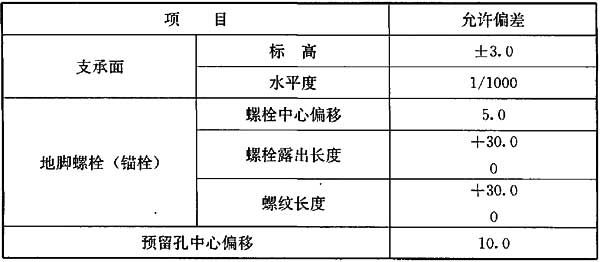 项 目 允许偏差
支承面 标 高 ±3.0
水平度 1/1000
地脚螺栓（锚栓） 螺栓中心偏移 5.0
螺栓露出长度 +30.0
0
螺纹长度 +30.0
0
预留孔中心偏移 10.0